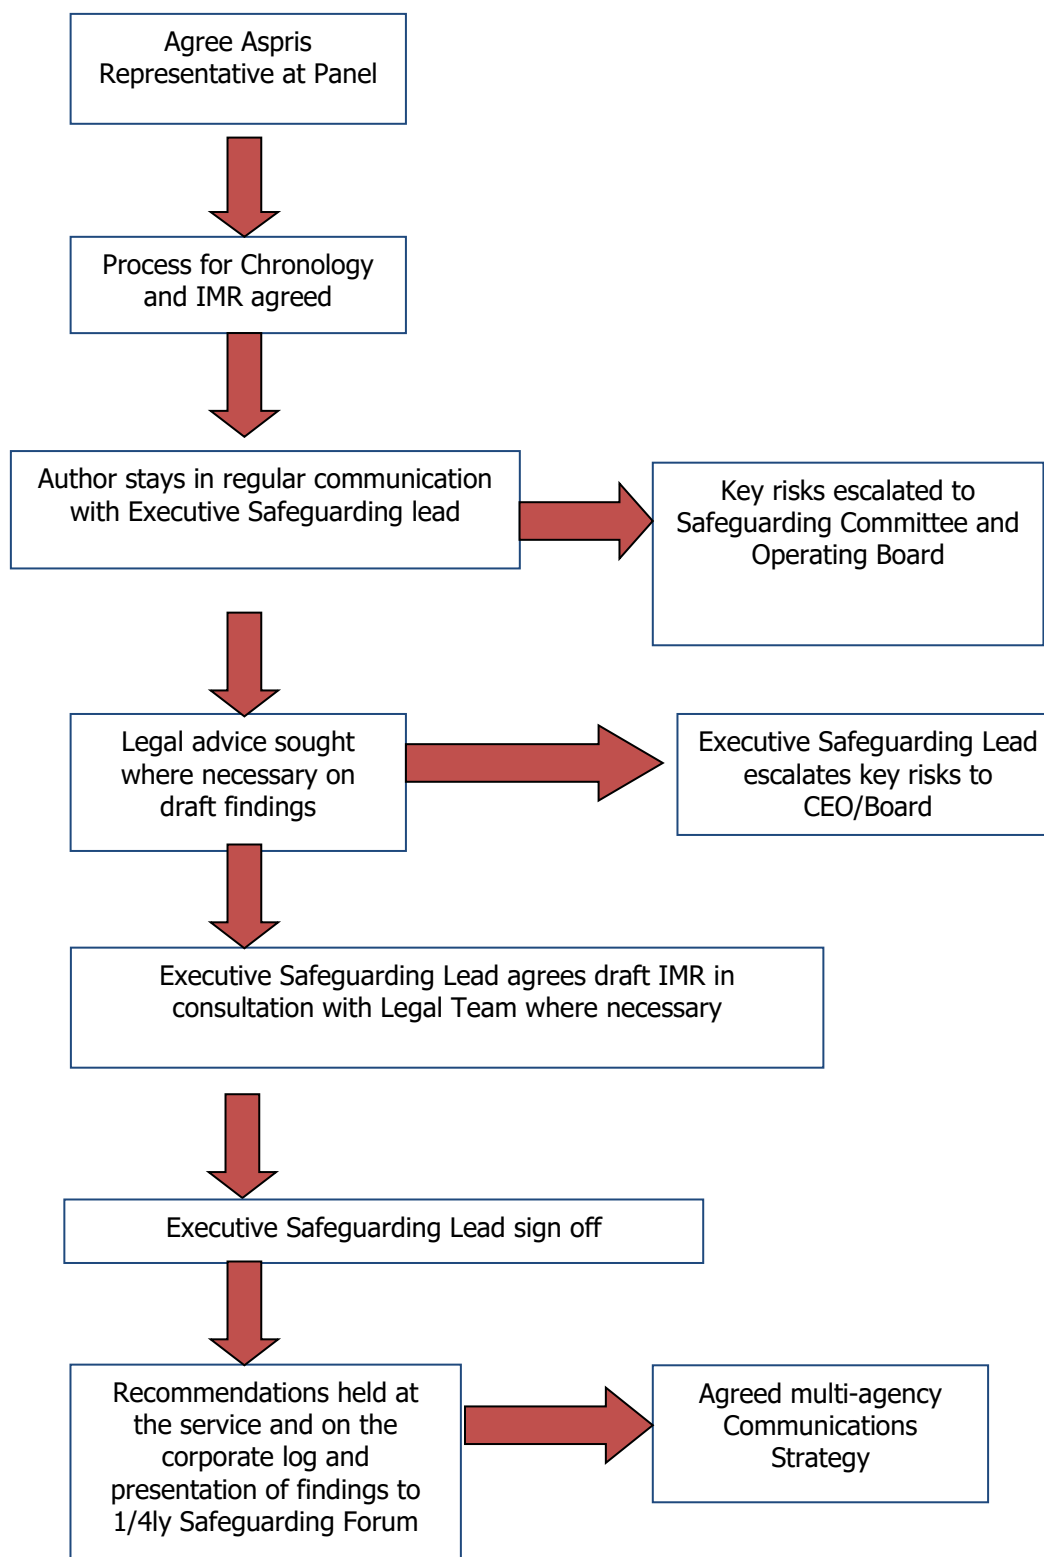 Agree Aspris
Representative at Panel
Process for Chronology
and IMR agreed
Author stays in regular communication
with Executive Safeguarding lead
Key risks escalated to
Safeguarding Committee and
Operating Board
Legal advice sought
where necessary on
draft findings
Executive Safeguarding Lead
escalates key risks to
CEO/Board
Executive Safeguarding Lead agrees draft IMR in
consultation with Legal Team where necessary
Executive Safeguarding Lead sign off
Recommendations held at
the service and on the
corporate log and
presentation of findings to
1/4ly Safeguarding Forum
Agreed multi-agency
Communications
Strategy